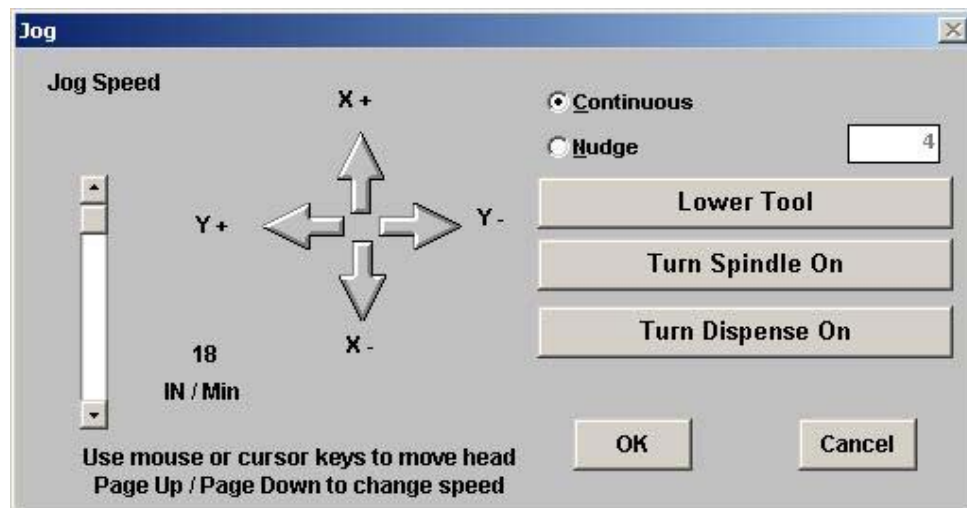 Jog
Jog Speed
X +
Continuous
Nudge
4
Lower Tool
Y +
Y -
Turn Spindle On
Turn Dispense On
X -
18
IN / Min
OK
Cancel
Use mouse or cursor keys to move head
Page Up / Page Down to change speed